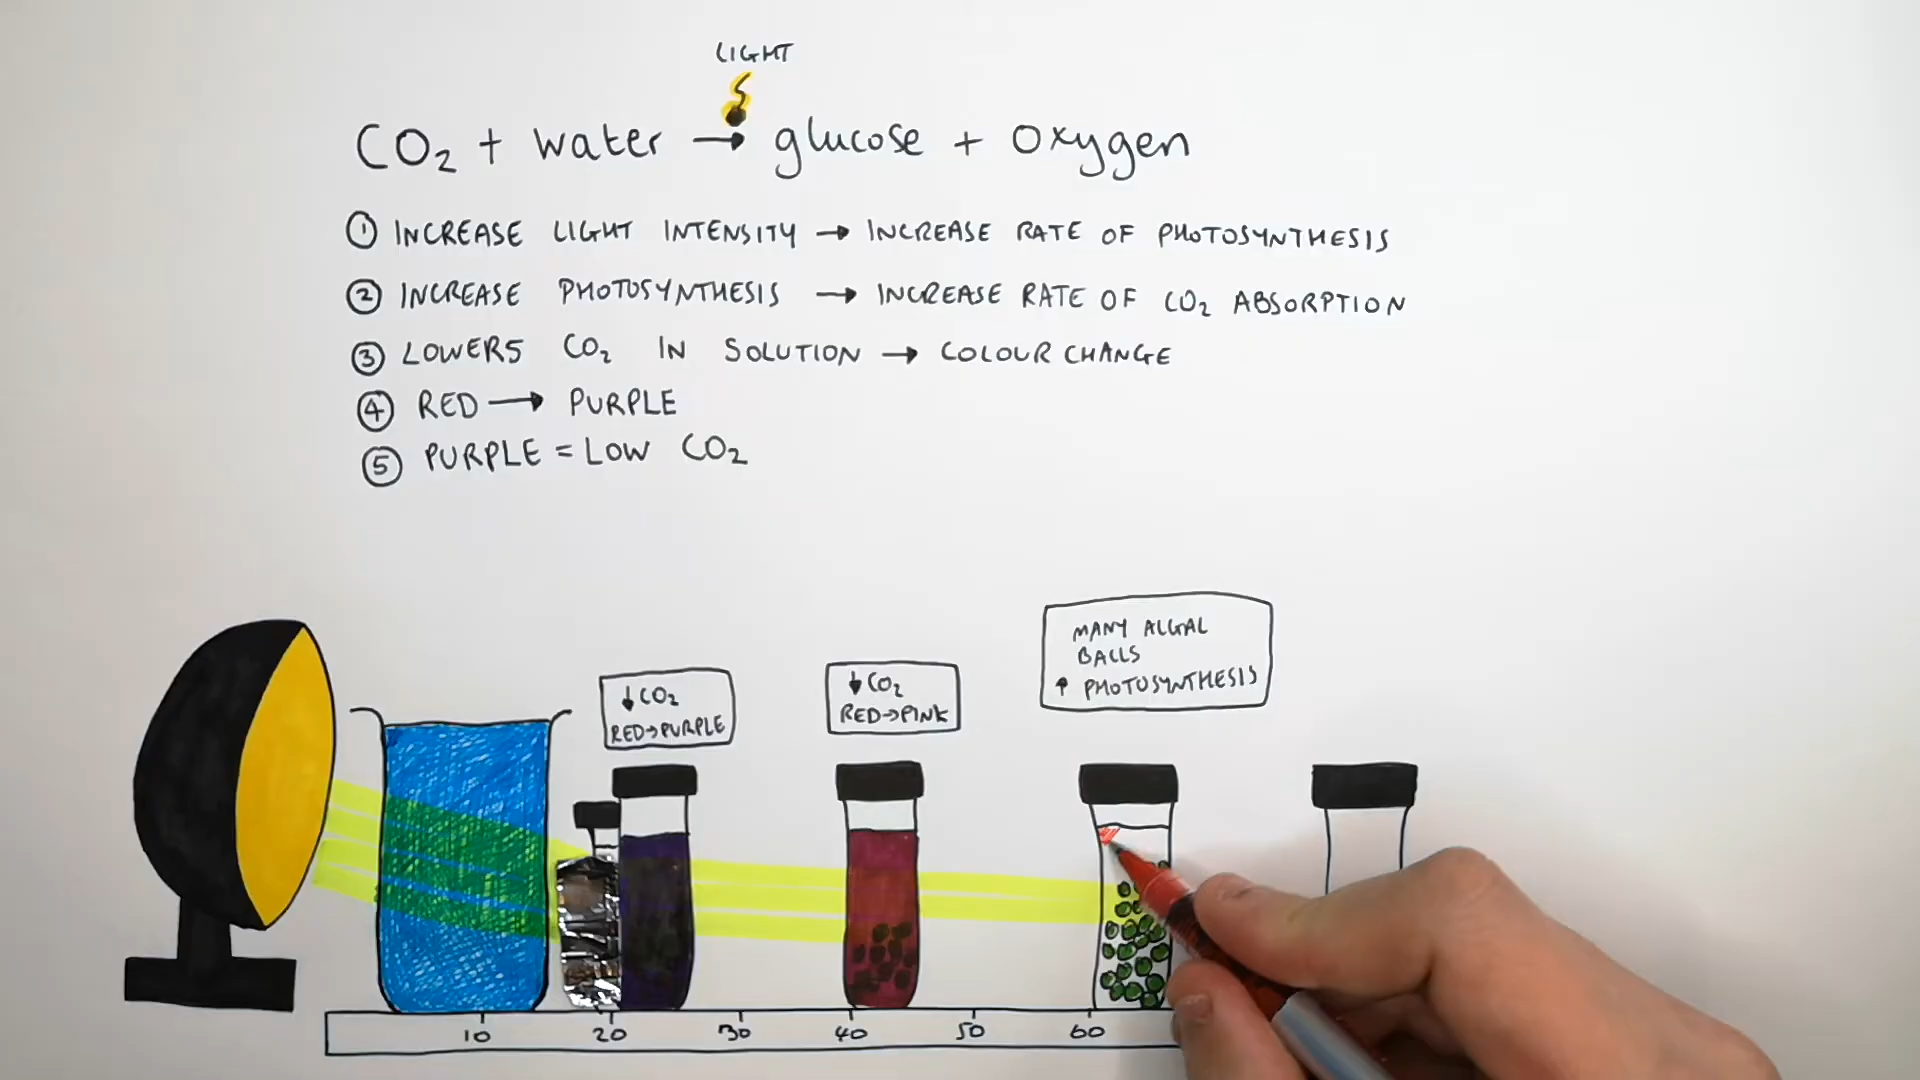 LIGHT
CO₂ + water → glucose + Oxygen
① INCREASE LIGHT INTENSITY → INCREASE RATE OF PHOTOSYNTHESIS
② INCREASE PHOTOSYNTHESIS → INCREASE RATE OF CO₂ ABSORPTION
③ LOWERS CO₂ IN SOLUTION → COLOUR CHANGE
④ RED → PURPLE
⑤ PURPLE = LOW CO₂
↓ CO₂
RED→PURPLE
↓ CO₂
RED→PINK
MANY ALGAL
BALLS
↑ PHOTOSYNTHESIS
10 20 30 40 50 60